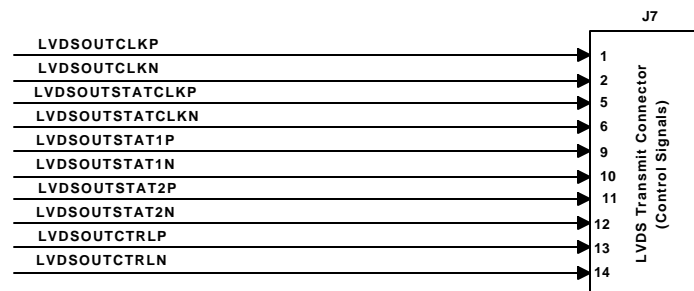 J7
LVDSOUTCLKP
1
LVDSOUTCLKN
2
LVDSOUTSTATCLKP
5
LVDSOUTSTATCLKN
6
LVDSOUTSTAT1P
9
LVDSOUTSTAT1N
10
LVDSOUTSTAT2P
11
LVDSOUTSTAT2N
12
LVDSOUTCTRLP
13
LVDSOUTCTRLN
14
LVDS Transmit Connector
(Control Signals)